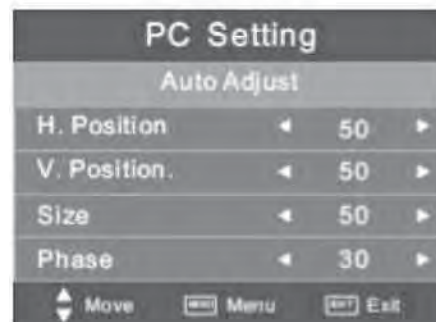 PC Setting
Auto Adjust
H. Position 50
V. Position. 50
Size 50
Phase 30
Move MENU Menu EXIT Exit